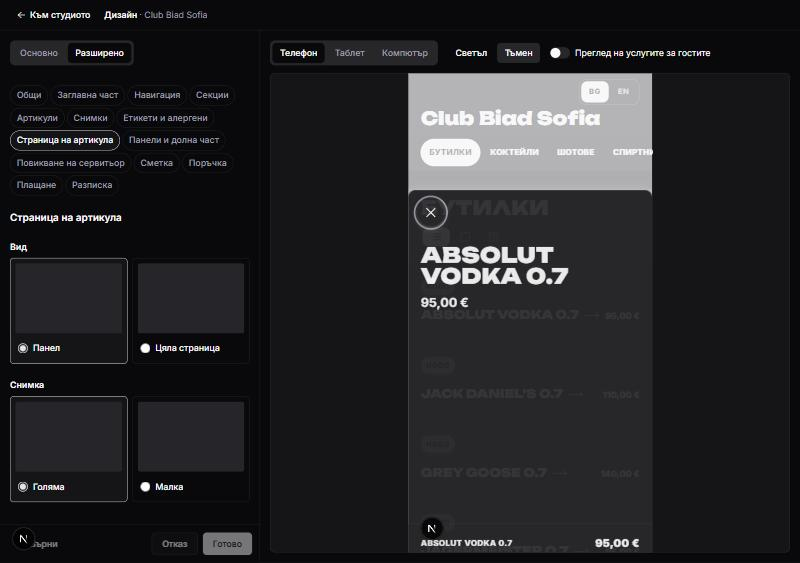 ← Към студиото Дизайн · Club Biad Sofia
Основно Разширено
Телефон Таблет Компютър Светъл Тъмен Преглед на услугите за гостите
Общи Заглавна част Навигация Секции
Артикули Снимки Етикети и алергени
Страница на артикула Панели и долна част
Повикване на сервитьор Сметка Поръчка
Плащане Разписка
Страница на артикула
Вид
Панел Цяла страница
Снимка
Голяма Малка
Отказ Готово
BG EN
Club Biad Sofia
БУТИЛКИ КОКТЕЙЛИ ШОТОВЕ
БУТИЛКИ
ABSOLUT
VODKA 0.7
95,00 €
ABSOLUT VODKA 0.7 → 95,00 €
JACK DANIEL'S 0.7 → 110,00 €
GREY GOOSE 0.7 → 140,00 €
N
ABSOLUT VODKA 0.7 95,00 €